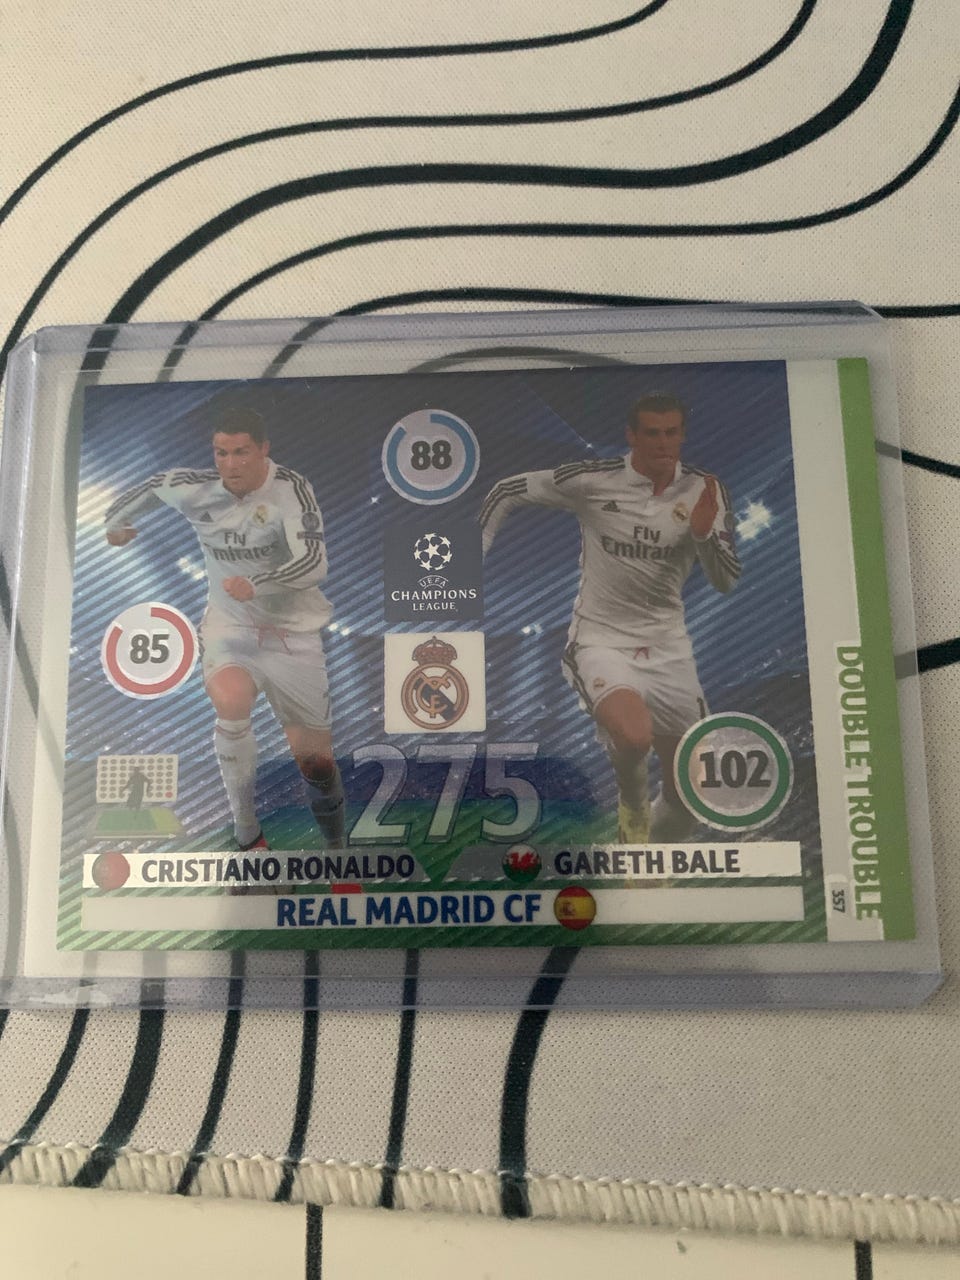 88
Fly
Emirates
Fly
Emirates
UEFA
CHAMPIONS
LEAGUE
85
102
275
CRISTIANO RONALDO
GARETH BALE
REAL MADRID CF
DOUBLE TROUBLE
357